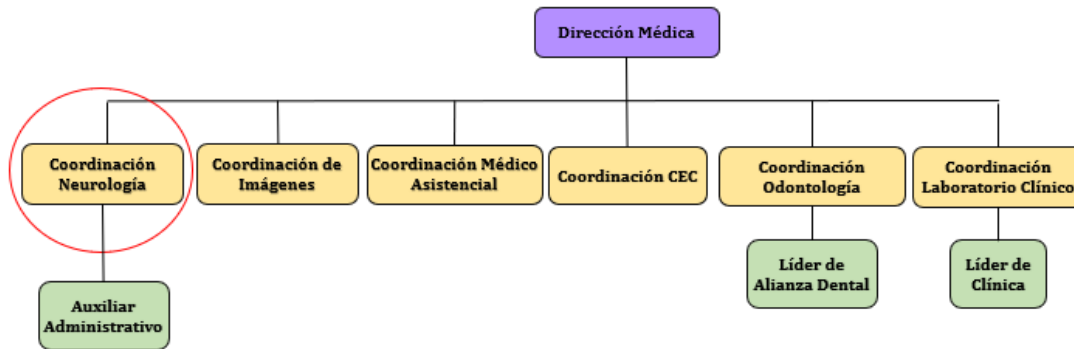 Dirección Médica
Coordinación
Neurología
Coordinación de
Imágenes
Coordinación Médico
Asistencial
Coordinación CEC
Coordinación
Odontología
Coordinación
Laboratorio Clínico
Auxiliar
Administrativo
Líder de
Alianza Dental
Líder de
Clínica